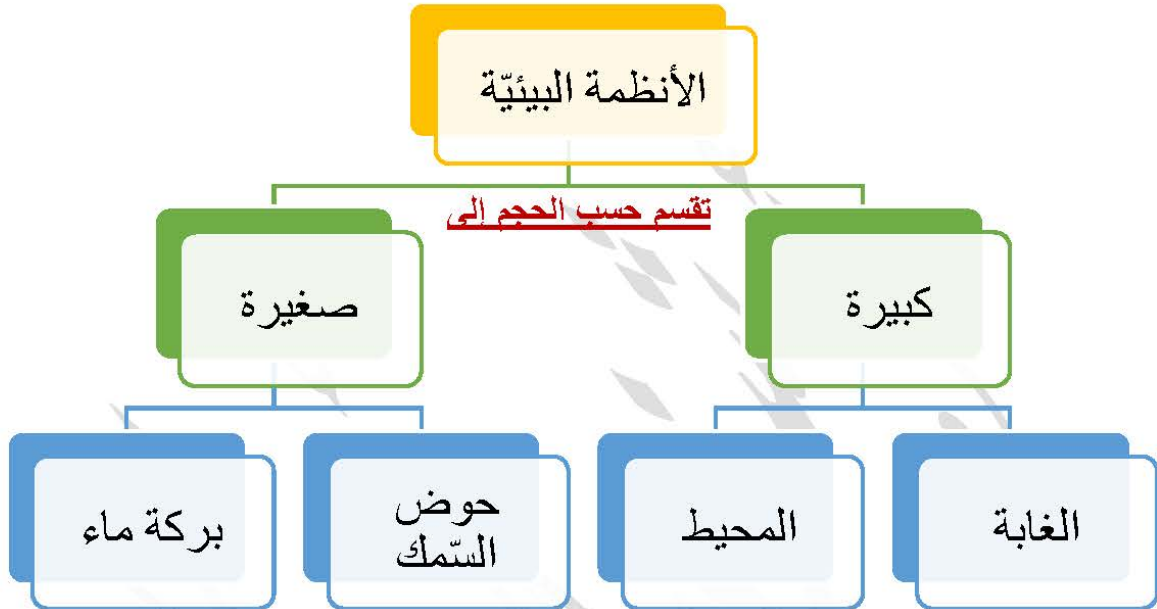 الأنظمة البيئيّة
تقسم حسب الحجم إلى
كبيرة
صغيرة
الغابة
المحيط
حوض
السّمك
بركة ماء